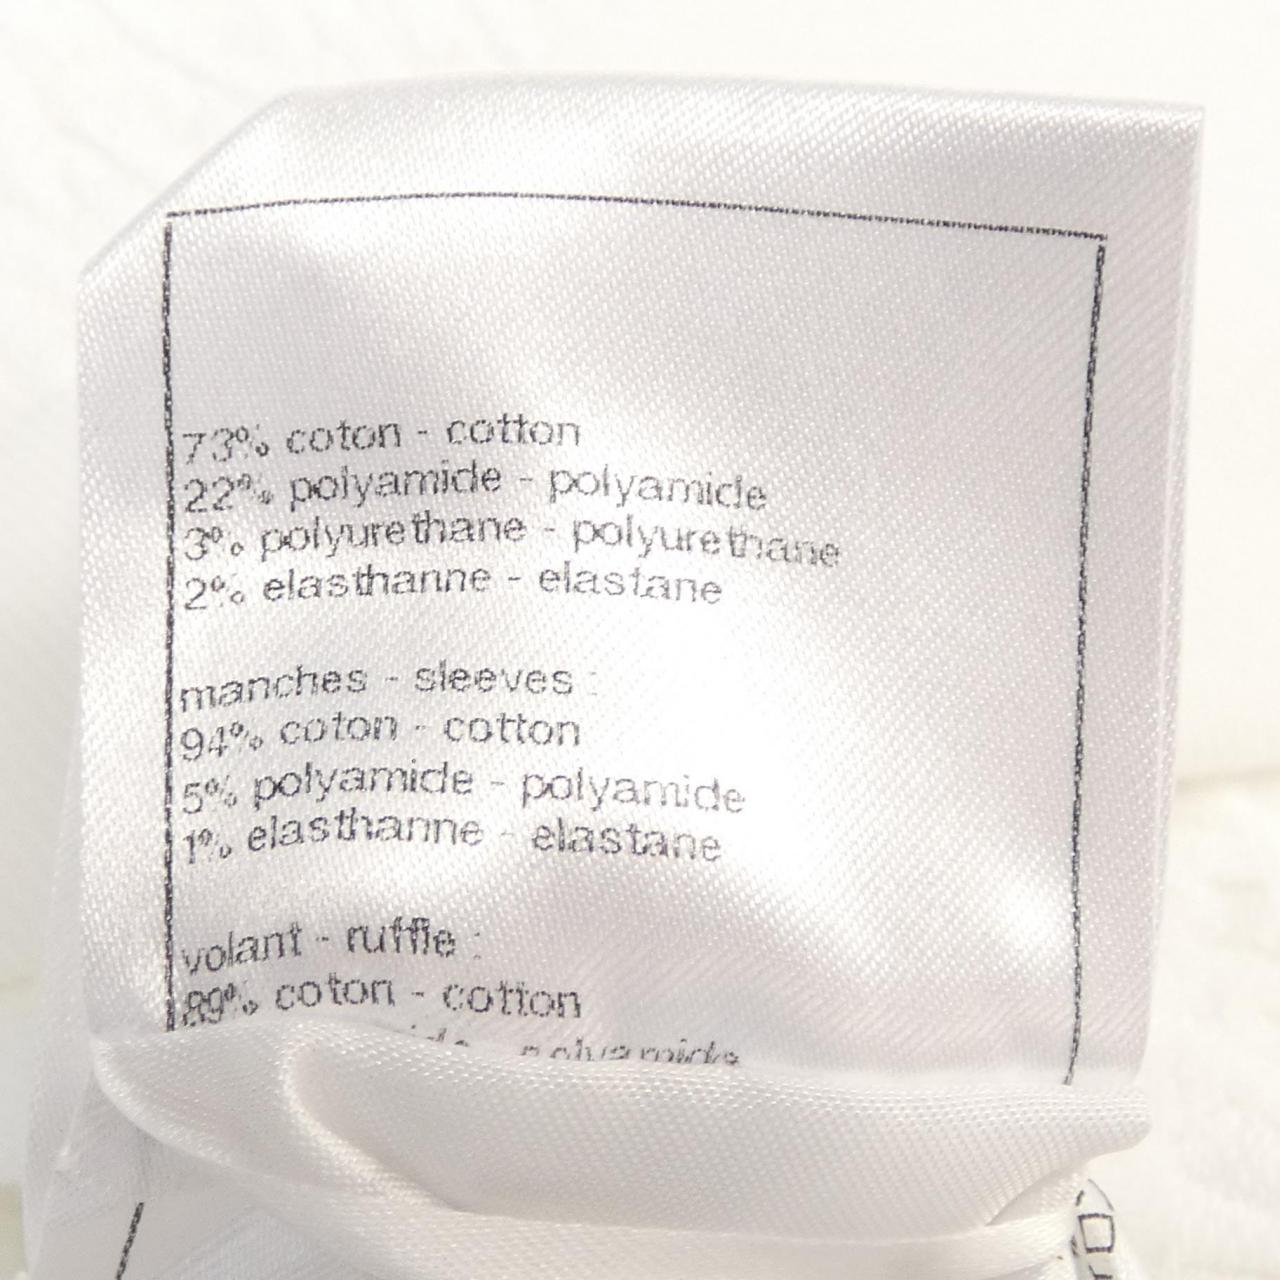 73% coton - cotton
22% polyamide - polyamide
3% polyurethane - polyurethane
2% elasthanne - elastane
manches - sleeves :
94% coton - cotton
5% polyamide - polyamide
1% elasthanne - elastane
volant - ruffle :
89% coton - cotton
- polyamide